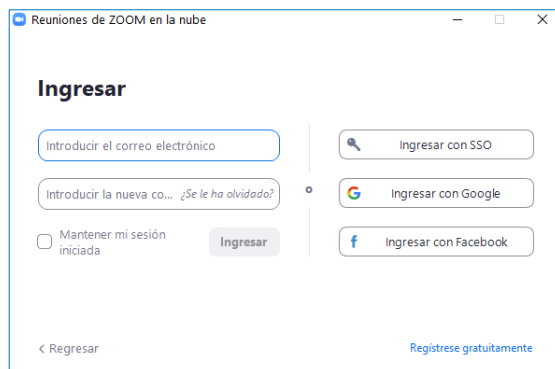 Reuniones de ZOOM en la nube
Ingresar
Introducir el correo electrónico
Introducir la nueva co... ¿Se le ha olvidado?
Mantener mi sesión
iniciada
Ingresar
o
Ingresar con SSO
Ingresar con Google
Ingresar con Facebook
Regresar
Regístrese gratuitamente